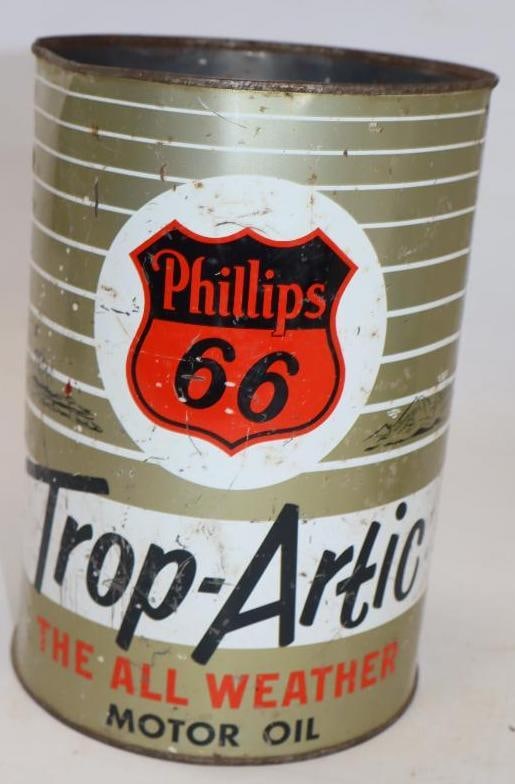 Phillips
66
Trop-Artic
THE ALL WEATHER
MOTOR OIL